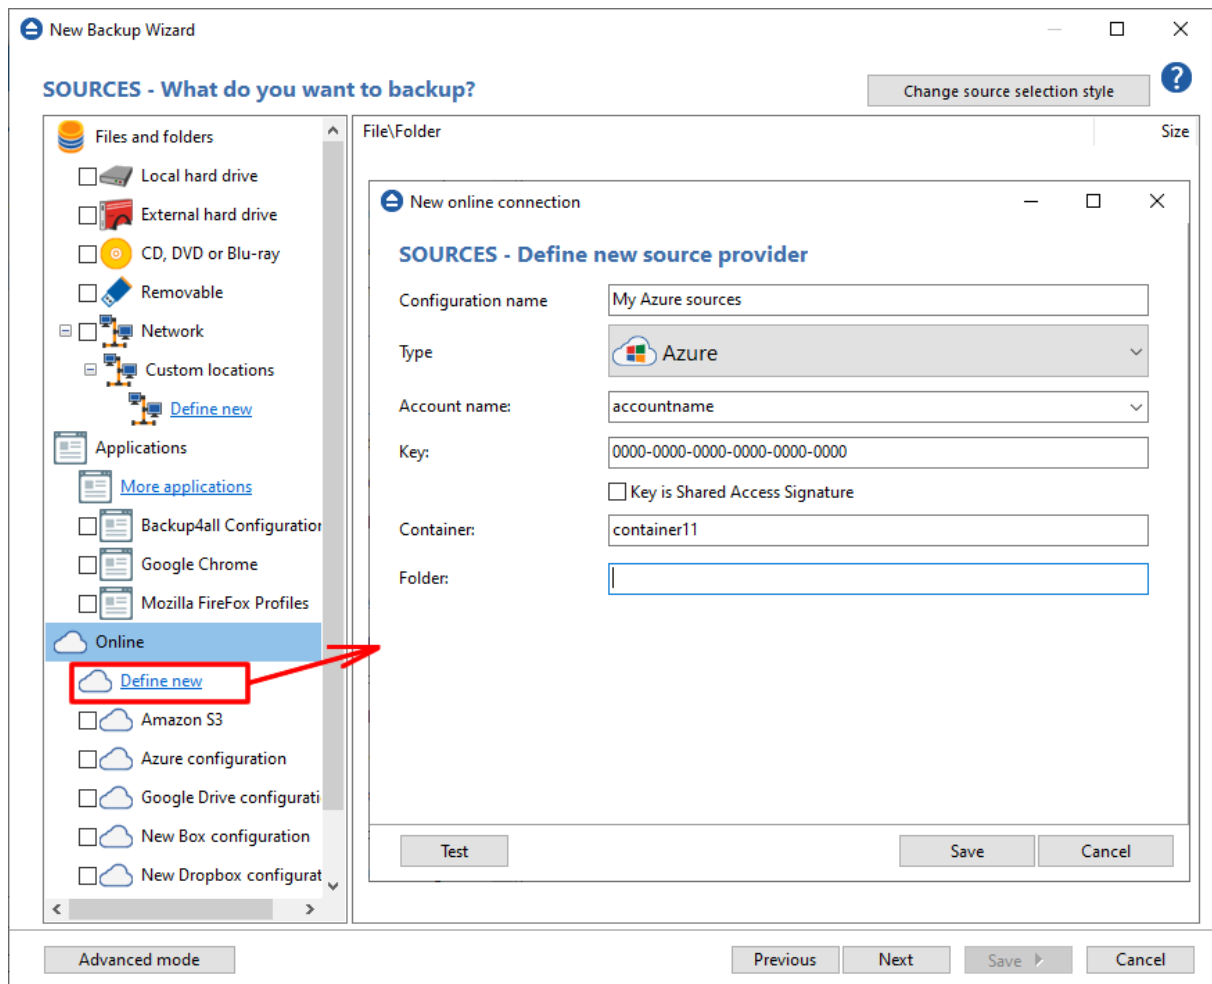 New Backup Wizard
SOURCES - What do you want to backup?
Change source selection style
?
Files and folders
Local hard drive
External hard drive
CD, DVD or Blu-ray
Removable
Network
Custom locations
Define new
Applications
More applications
Backup4all Configuration
Google Chrome
Mozilla FireFox Profiles
Online
Define new
Amazon S3
Azure configuration
Google Drive configurati
New Box configuration
New Dropbox configurat
File\Folder
Size
New online connection
SOURCES - Define new source provider
Configuration name
My Azure sources
Type
Azure
Account name:
accountname
Key:
0000-0000-0000-0000-0000-0000
Key is Shared Access Signature
Container:
container11
Folder:
Test
Save
Cancel
Advanced mode
Previous
Next
Save
Cancel